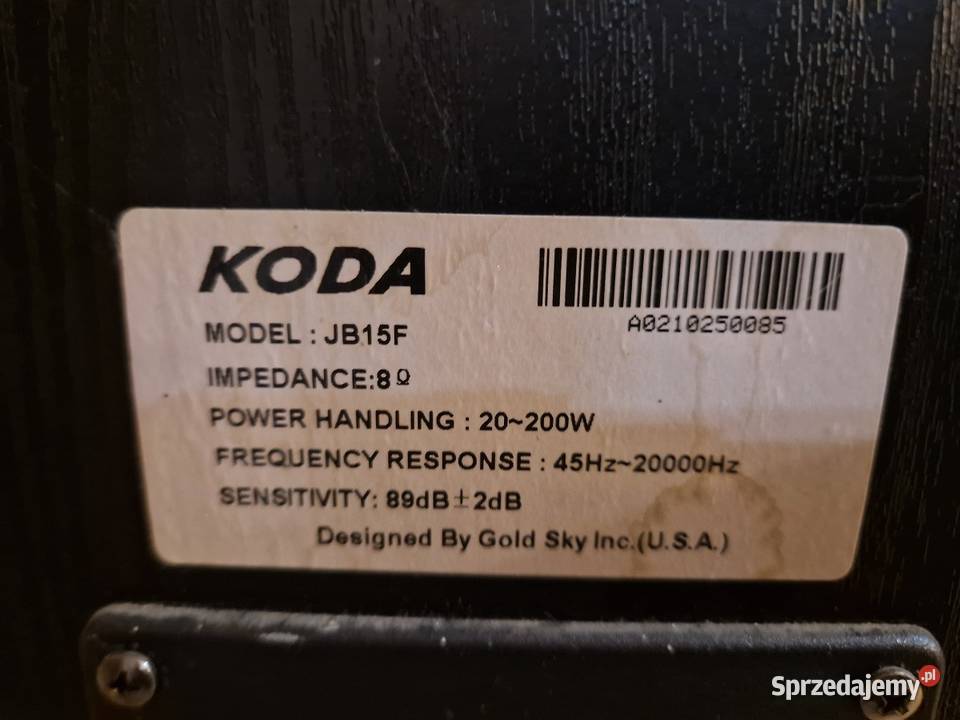 KODA
A0210250085
MODEL : JB15F
IMPEDANCE:8Ω
POWER HANDLING : 20~200W
FREQUENCY RESPONSE : 45Hz~20000Hz
SENSITIVITY: 89dB±2dB
Designed By Gold Sky Inc.(U.S.A.)
Sprzedajemy.pl